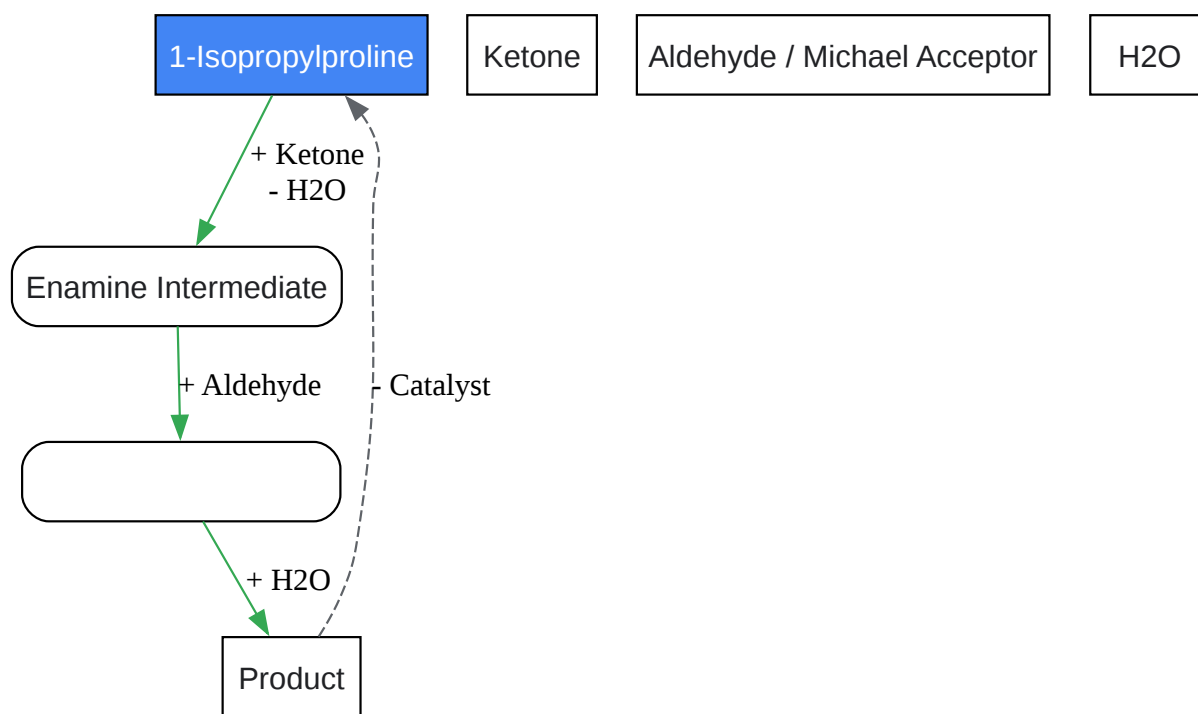 1-Isopropylproline
Ketone
Aldehyde / Michael Acceptor
H2O
+ Ketone
- H2O
Enamine Intermediate
+ Aldehyde
- Catalyst
+ H2O
Product